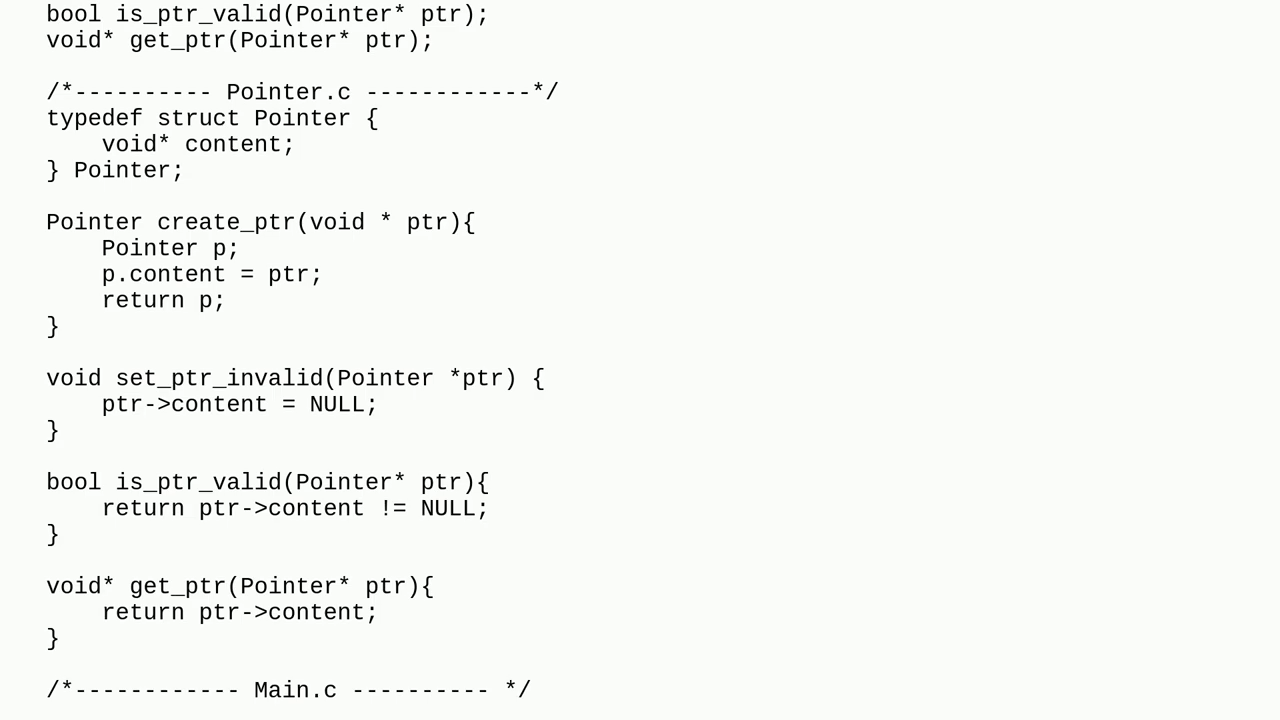 bool is_ptr_valid(Pointer* ptr);
void* get_ptr(Pointer* ptr);

/*---------- Pointer.c ------------*/
typedef struct Pointer {
    void* content;
} Pointer;

Pointer create_ptr(void * ptr){
    Pointer p;
    p.content = ptr;
    return p;
}

void set_ptr_invalid(Pointer *ptr) {
    ptr->content = NULL;
}

bool is_ptr_valid(Pointer* ptr){
    return ptr->content != NULL;
}

void* get_ptr(Pointer* ptr){
    return ptr->content;
}

/*------------ Main.c ---------- */